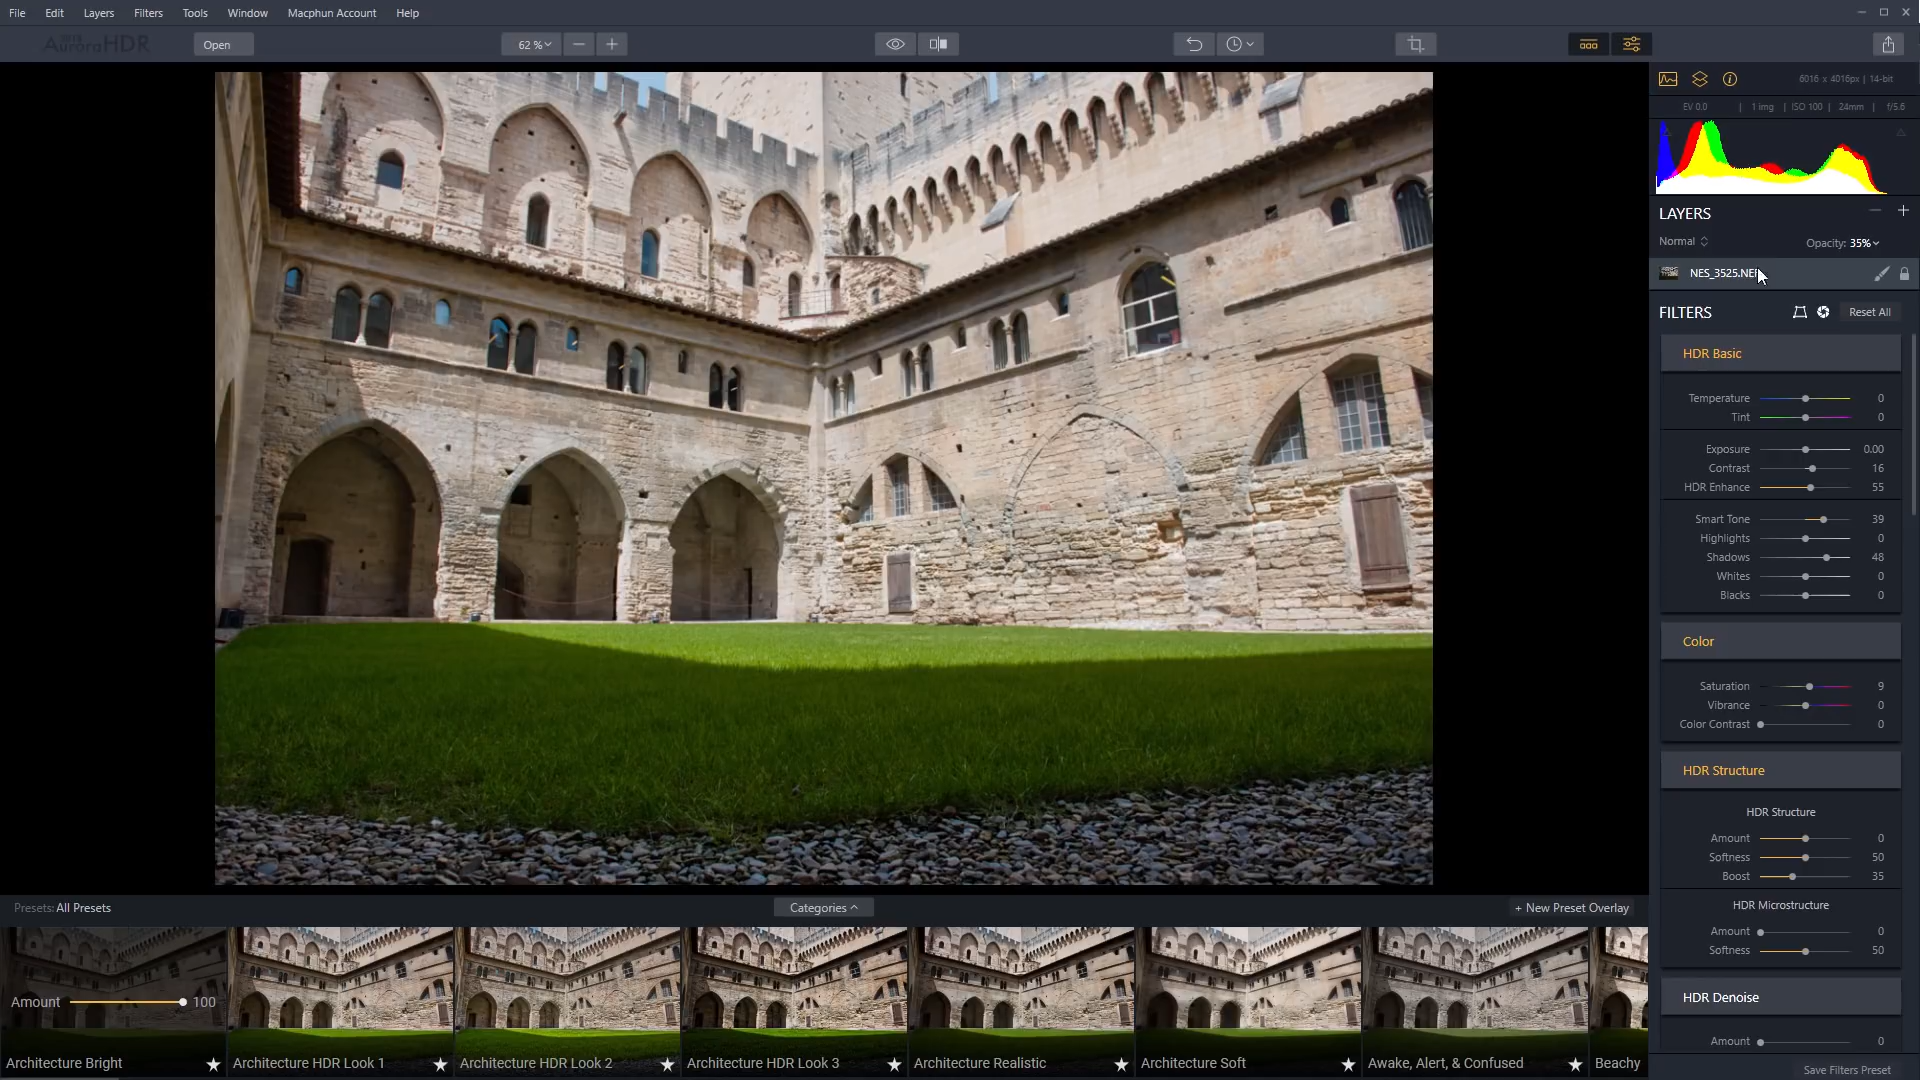 File Edit Layers Filters Tools Window Macphun Account Help
AuroraHDR Open 62 %
6016 x 4016px | 14-bit
EV 0.0 | 1 img | ISO 100 | 24mm | f/5.6
LAYERS
Normal Opacity: 35%
NES_3525.NEF
FILTERS Reset All
HDR Basic
Temperature 0
Tint 0
Exposure 0.00
Contrast 16
HDR Enhance 55
Smart Tone 39
Highlights 0
Shadows 48
Whites 0
Blacks 0
Color
Saturation 9
Vibrance 0
Color Contrast 0
HDR Structure
HDR Structure
Amount 0
Softness 50
Boost 35
HDR Microstructure
Amount 0
Softness 50
HDR Denoise
Amount 0
Save Filters Preset
Presets: All Presets Categories + New Preset Overlay
Amount 100
Architecture Bright Architecture HDR Look 1 Architecture HDR Look 2 Architecture HDR Look 3 Architecture Realistic Architecture Soft Awake, Alert, & Confused Beachy